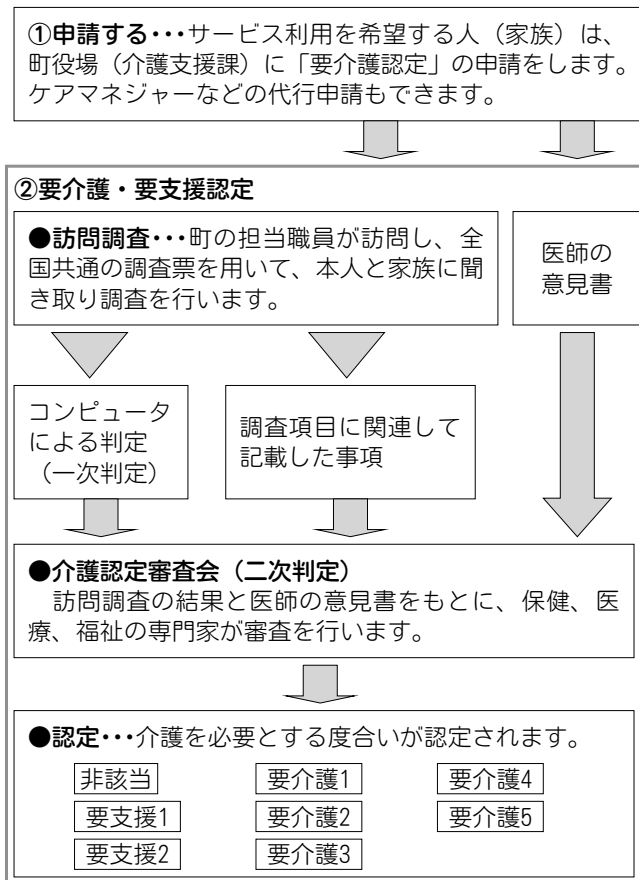 ①申請する・・・サービス利用を希望する人（家族）は、
町役場（介護支援課）に「要介護認定」の申請をします。
ケアマネジャーなどの代行申請もできます。
②要介護・要支援認定
●訪問調査・・・町の担当職員が訪問し、全
国共通の調査票を用いて、本人と家族に聞
き取り調査を行います。
医師の
意見書
コンピュータ
による判定
（一次判定）
調査項目に関連して
記載した事項
●介護認定審査会（二次判定）
訪問調査の結果と医師の意見書をもとに、保健、医
療、福祉の専門家が審査を行います。
●認定・・・介護を必要とする度合いが認定されます。
非該当 要介護1 要介護4
要支援1 要介護2 要介護5
要支援2 要介護3